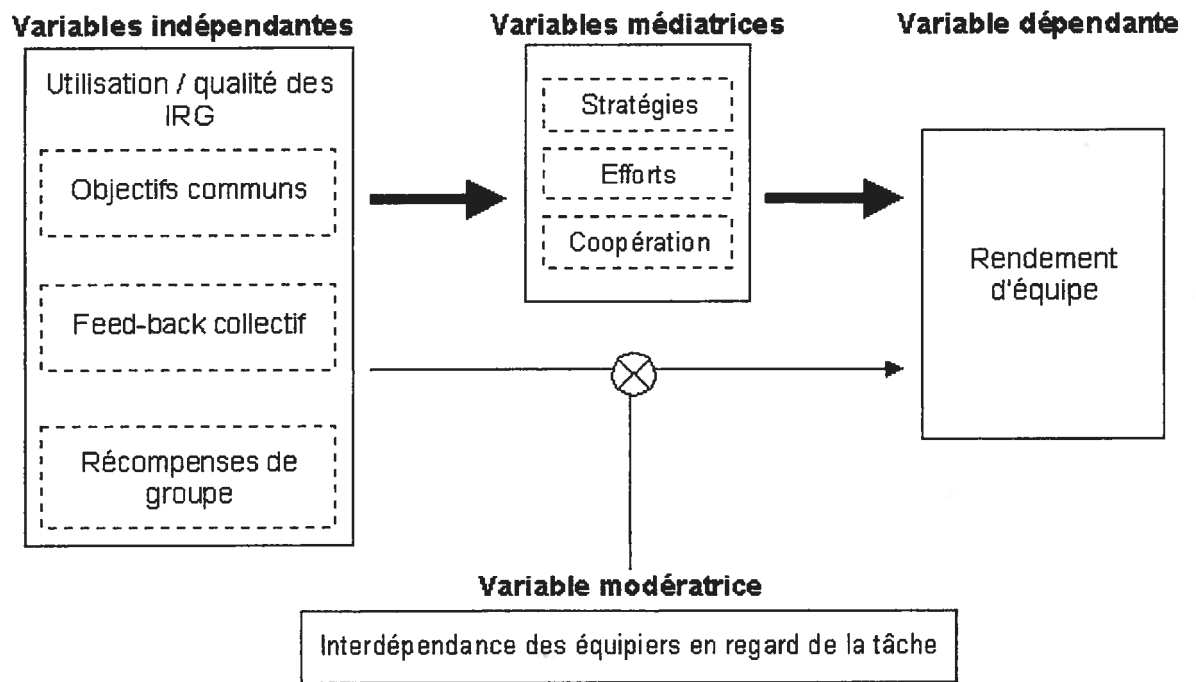 Variables indépendantes
Utilisation / qualité des
IRG
Objectifs communs
Feed-back collectif
Récompenses de
groupe
Variables médiatrices
Stratégies
Efforts
Coopération
Variable dépendante
Rendement
d'équipe
Variable modératrice
Interdépendance des équipiers en regard de la tâche